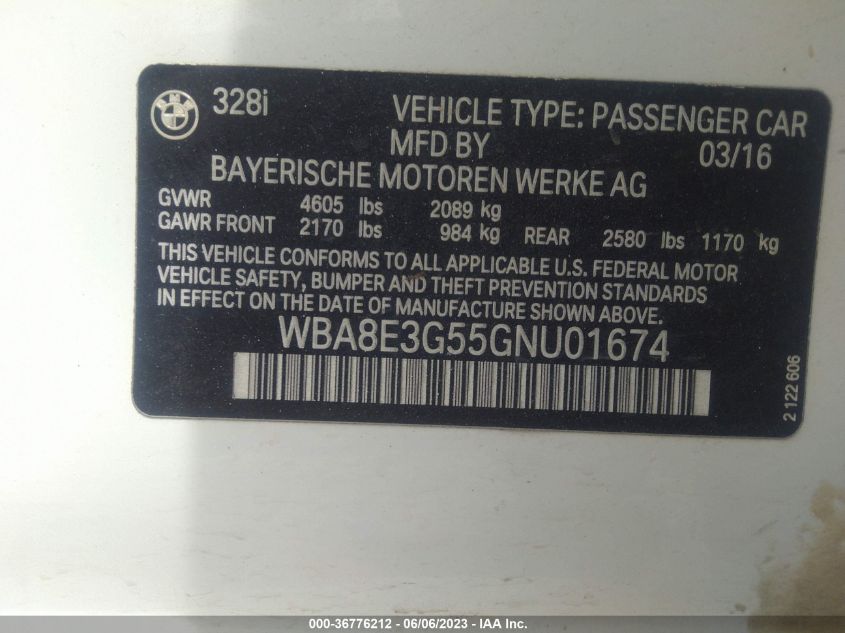 BMW
328i VEHICLE TYPE: PASSENGER CAR
MFD BY 03/16
BAYERISCHE MOTOREN WERKE AG
GVWR 4605 lbs 2089 kg
GAWR FRONT 2170 lbs 984 kg REAR 2580 lbs 1170 kg
THIS VEHICLE CONFORMS TO ALL APPLICABLE U.S. FEDERAL MOTOR
VEHICLE SAFETY, BUMPER AND THEFT PREVENTION STANDARDS
IN EFFECT ON THE DATE OF MANUFACTURE SHOWN ABOVE.
WBA8E3G55GNU01674
2 122 606
000-36776212 - 06/06/2023 - IAA Inc.